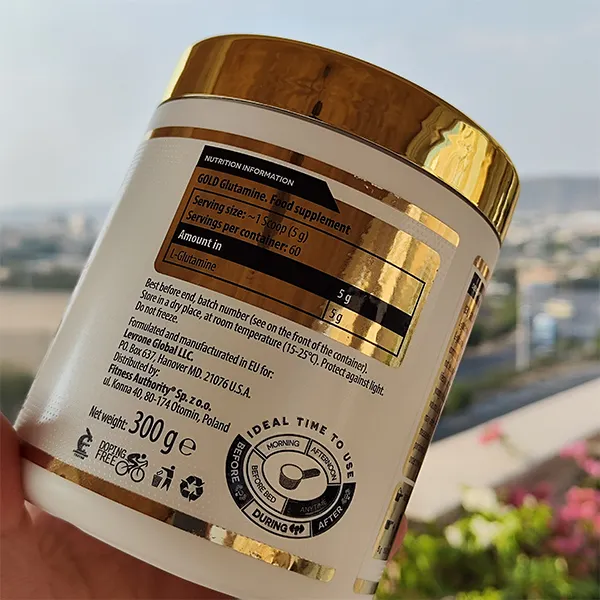 NUTRITION INFORMATION
GOLD Glutamine. Food supplement
Serving size: ~1 Scoop (5 g)
Servings per container: 60
Amount in 5 g
L-Glutamine 5 g
Best before end, batch number (see on the front of the container).
Store in a dry place, at room temperature (15-25°C). Protect against light.
Do not freeze.
Formulated and manufactured in EU for:
Levrone Global LLC.
P.O. Box 637, Hanover MD. 21076 U.S.A.
Distributed by:
Fitness Authority® Sp. z o.o.
ul. Konna 40, 80-174 Otomin, Poland
Net weight: 300 g ℮
DOPING
FREE
IDEAL TIME TO USE
BEFORE
MORNING
AFTERNOON
BEFORE BED
ANYTIME
DURING
AFTER